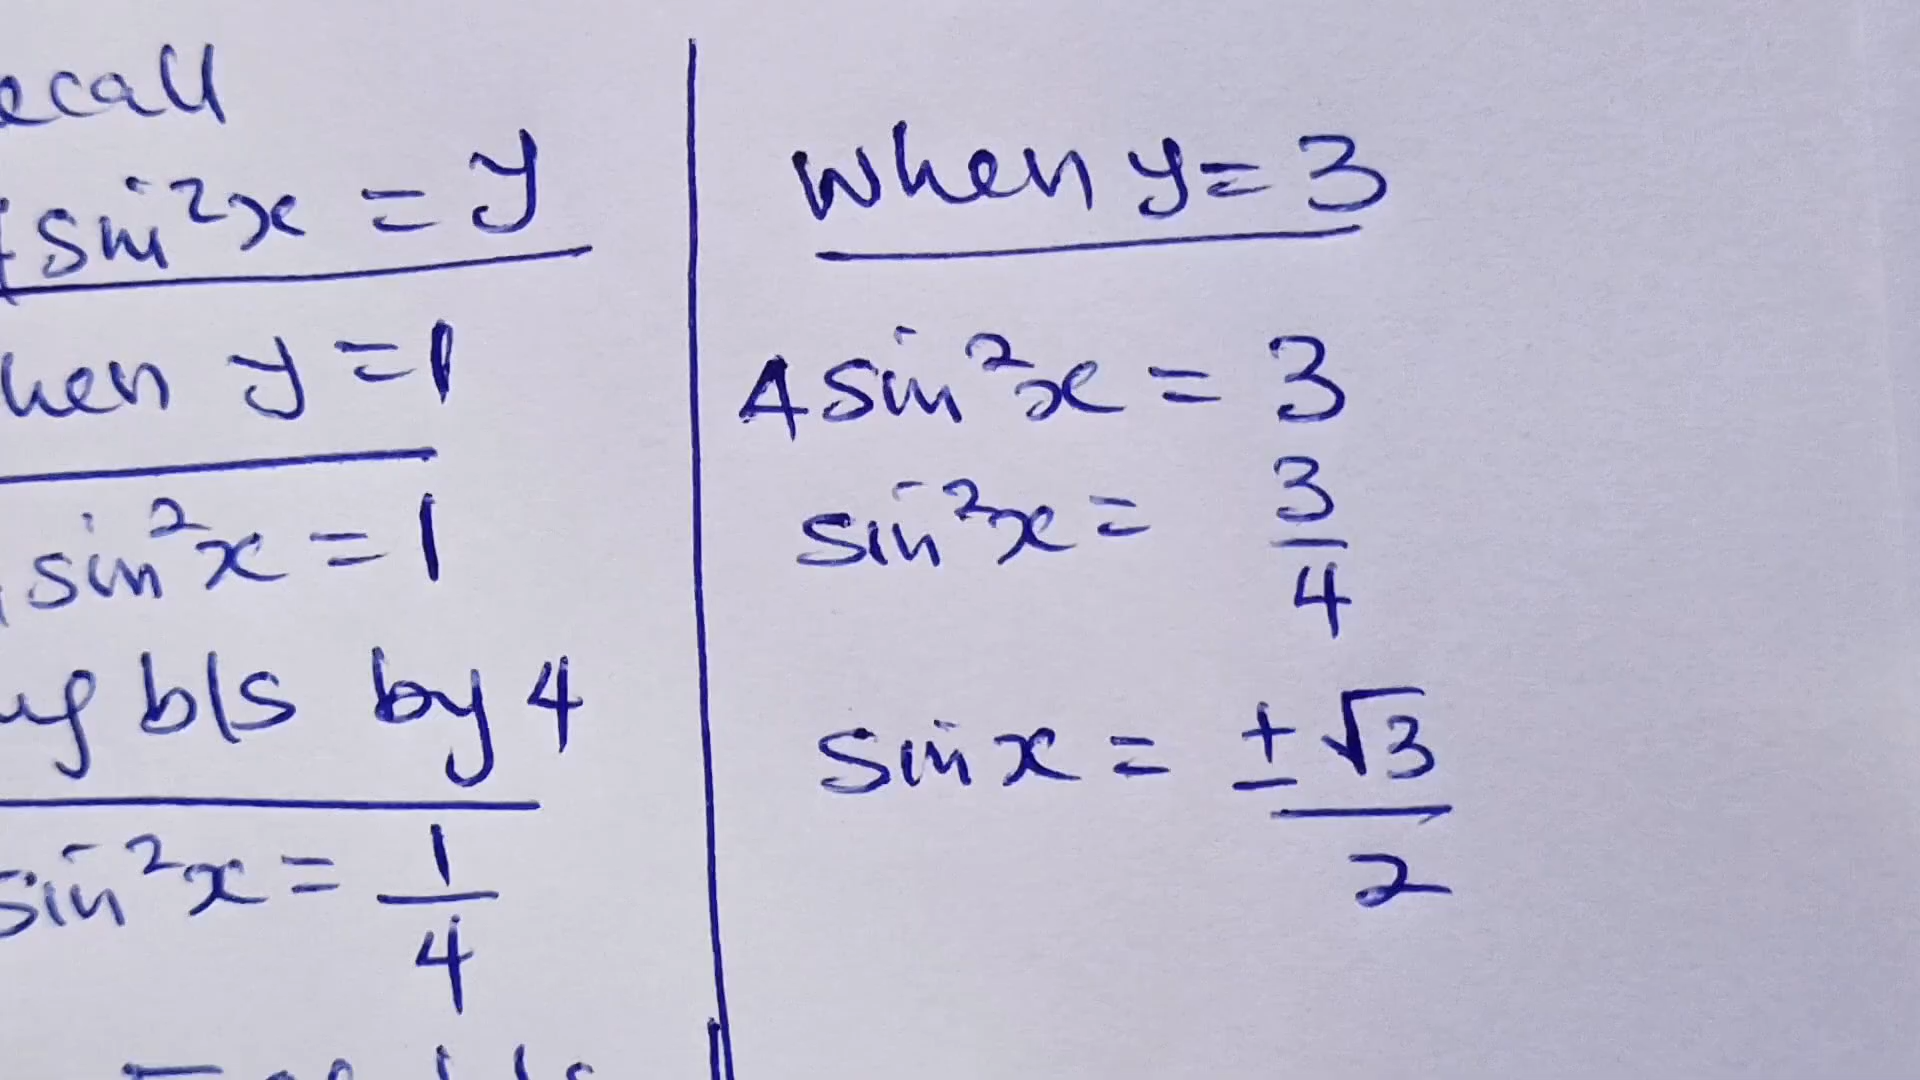 ecall
4sin²x = y
hen y = 1
sin²x = 1
b/s by 4
sin²x = 1/4
when y = 3
4sin²x = 3
sin²x = 3/4
sin x = ±√3/2